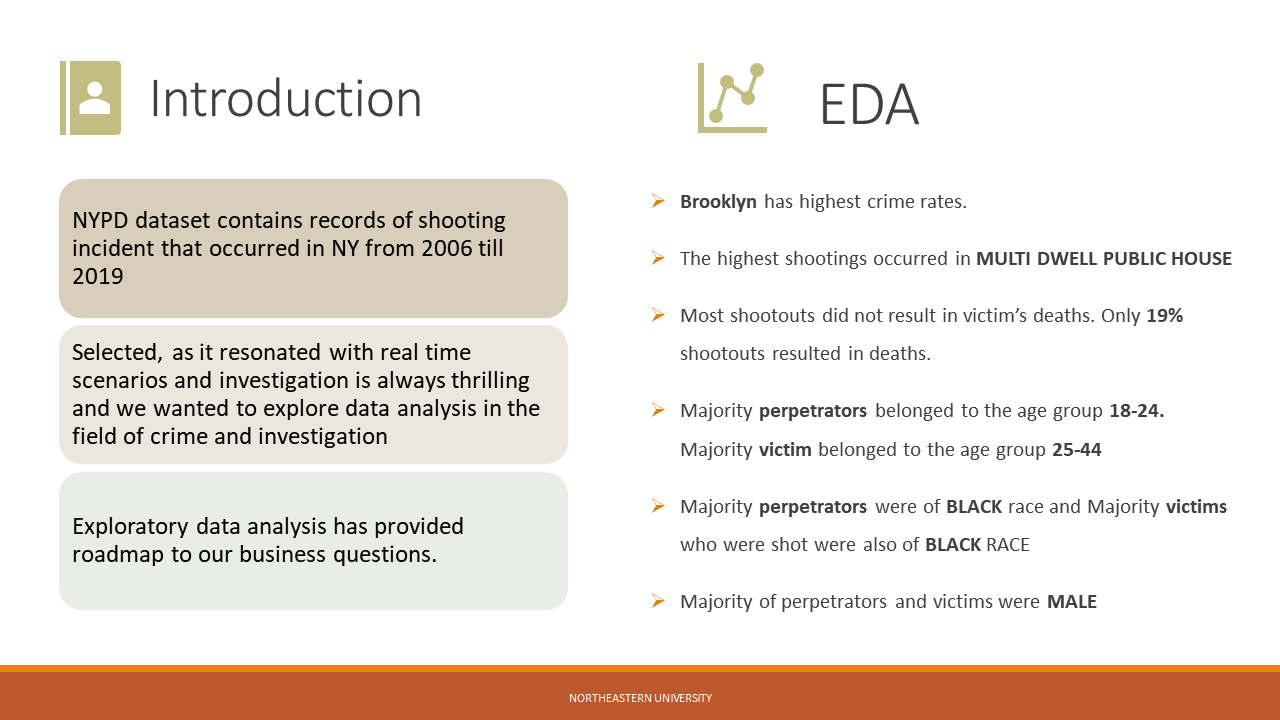 Introduction
NYPD dataset contains records of shooting
incident that occurred in NY from 2006 till
2019
Selected, as it resonated with real time
scenarios and investigation is always thrilling
and we wanted to explore data analysis in the
field of crime and investigation
Exploratory data analysis has provided
roadmap to our business questions.
EDA
Brooklyn has highest crime rates.
The highest shootings occurred in MULTI DWELL PUBLIC HOUSE
Most shootouts did not result in victim’s deaths. Only 19%
shootouts resulted in deaths.
Majority perpetrators belonged to the age group 18-24.
Majority victim belonged to the age group 25-44
Majority perpetrators were of BLACK race and Majority victims
who were shot were also of BLACK RACE
Majority of perpetrators and victims were MALE
NORTHEASTERN UNIVERSITY